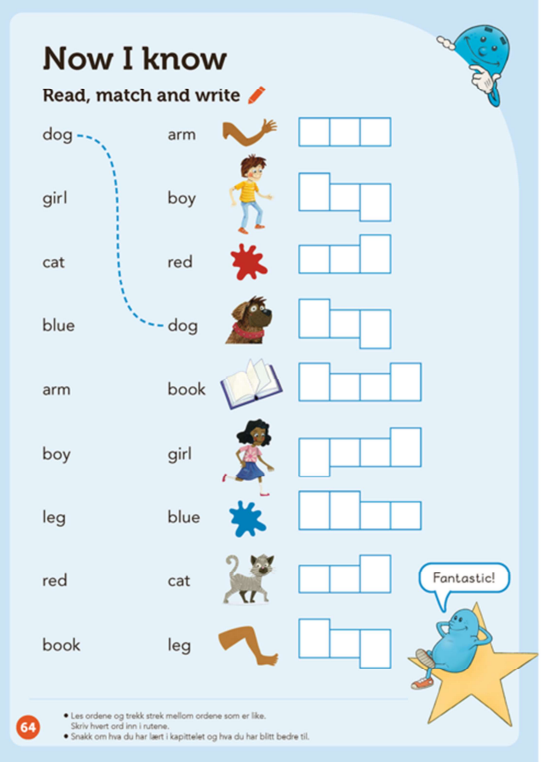 Now I know
Read, match and write
dog arm
girl boy
cat red
blue dog
arm book
boy girl
leg blue
red cat
book leg
Fantastic!
64
• Les ordene og trekk strek mellom ordene som er like.
Skriv hvert ord inn i rutene.
• Snakk om hva du har lært i kapittelet og hva du har blitt bedre til.